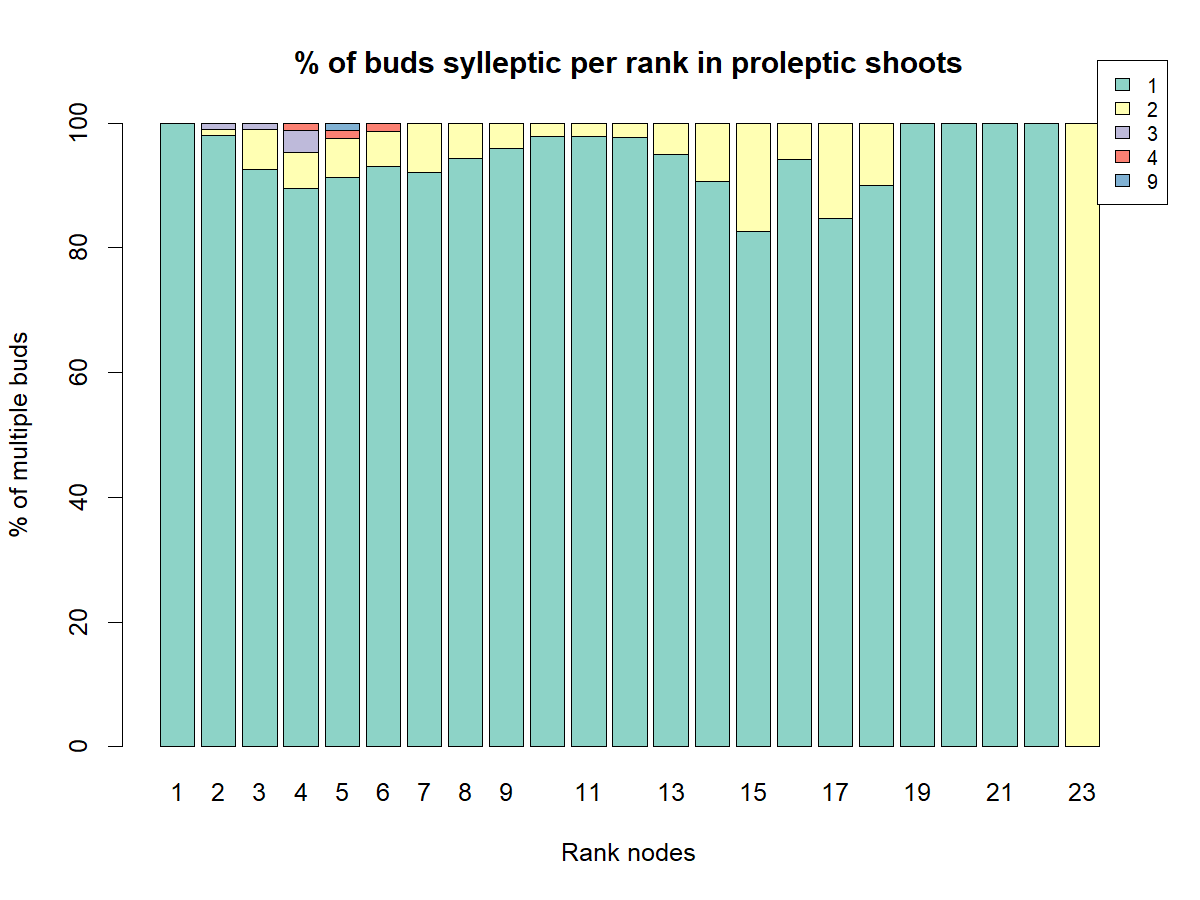 % of buds sylleptic per rank in proleptic shoots
1
2
3
4
9
% of multiple buds
100
80
60
40
20
0
1 2 3 4 5 6 7 8 9 11 13 15 17 19 21 23
Rank nodes